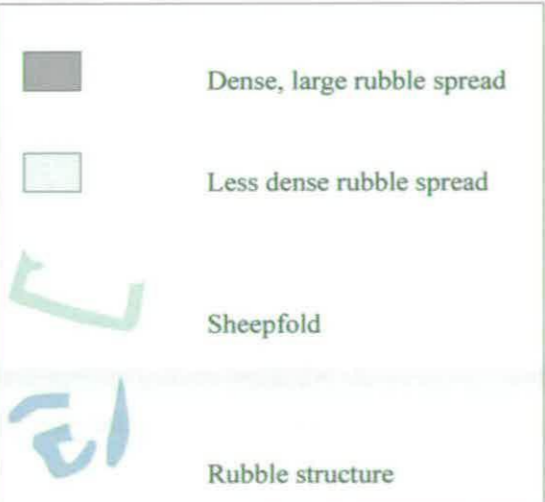 Dense, large rubble spread
Less dense rubble spread
Sheepfold
Rubble structure